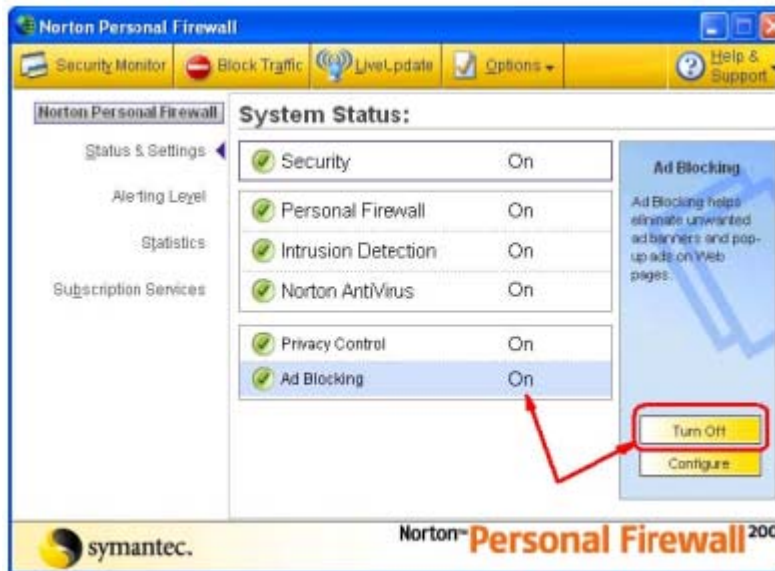 Norton Personal Firewall
Security Monitor
Block Traffic
LiveUpdate
Options
Help & Support
Norton Personal Firewall
Status & Settings
Alerting Level
Statistics
Subscription Services
System Status:
Security On
Personal Firewall On
Intrusion Detection On
Norton AntiVirus On
Privacy Control On
Ad Blocking On
Ad Blocking
Ad Blocking helps
eliminate unwanted
ad banners and pop-
up ads on Web
pages.
Turn Off
Configure
symantec.
Norton™ Personal Firewall 200